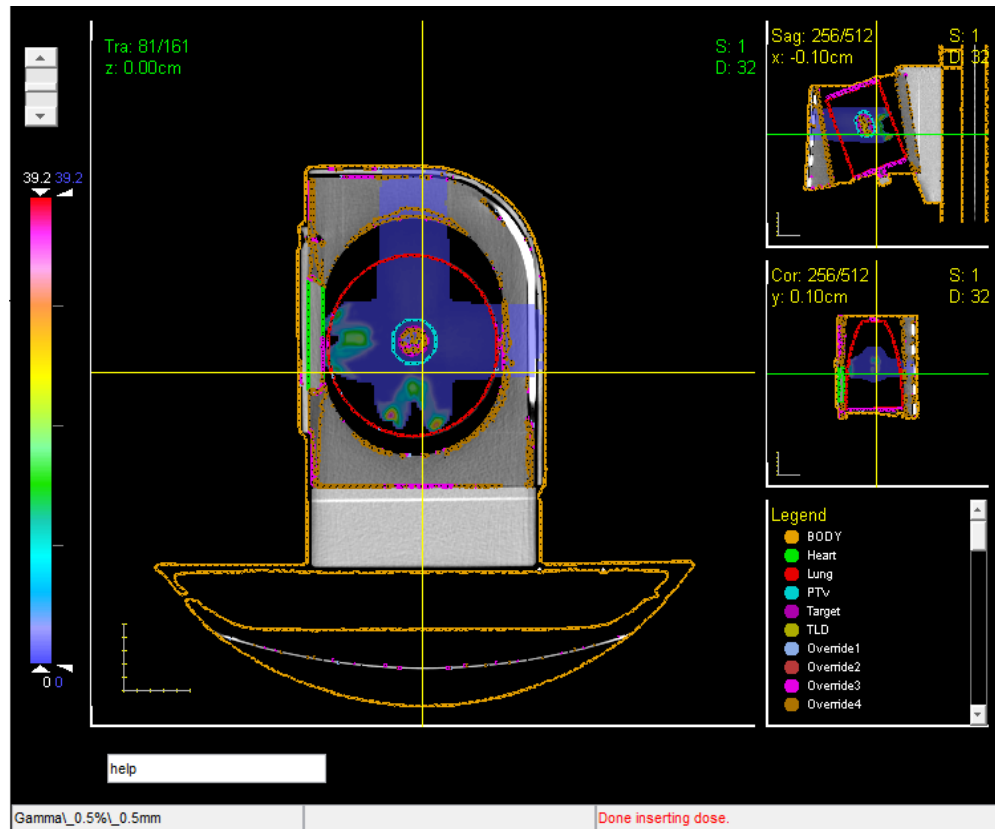 Tra: 81/161
z: 0.00cm
S: 1
D: 32
Sag: 256/512
x: -0.10cm
S: 1
D: 32
39.2 39.2
0 0
Cor: 256/512
y: 0.10cm
S: 1
D: 32
Legend
BODY
Heart
Lung
PTv
Target
TLD
Override1
Override2
Override3
Override4
help
Gamma\_0.5%\_0.5mm
Done inserting dose.